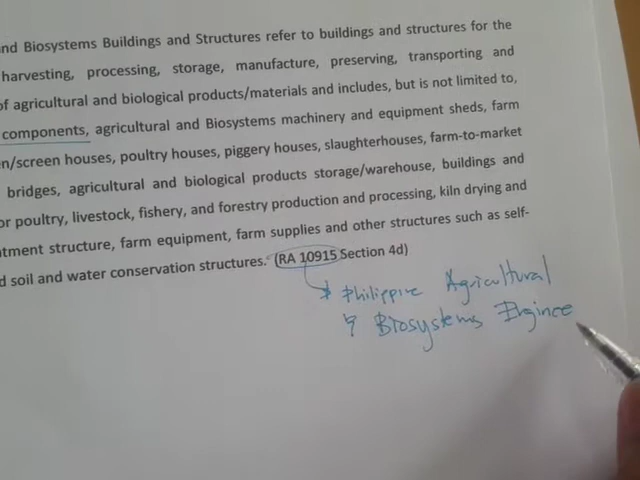 nd Biosystems Buildings and Structures refer to buildings and structures for the
harvesting, processing, storage, manufacture, preserving, transporting and
of agricultural and biological products/materials and includes, but is not limited to,
components, agricultural and Biosystems machinery and equipment sheds, farm
n/screen houses, poultry houses, piggery houses, slaughterhouses, farm-to-market
bridges, agricultural and biological products storage/warehouse, buildings and
or poultry, livestock, fishery, and forestry production and processing, kiln drying and
atment structure, farm equipment, farm supplies and other structures such as self-
d soil and water conservation structures. (RA 10915 Section 4d)
Philippine Agricultural
& Biosystems Enginee